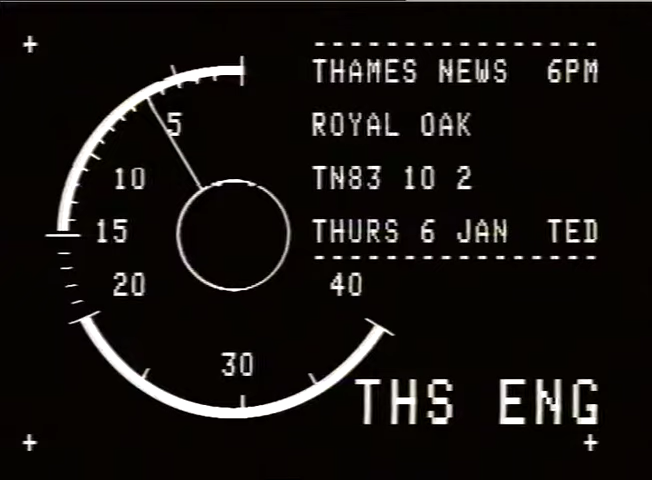 THAMES NEWS 6PM
ROYAL OAK
TN83 10 2
THURS 6 JAN TED
5
10
15
20
30
40
THS ENG